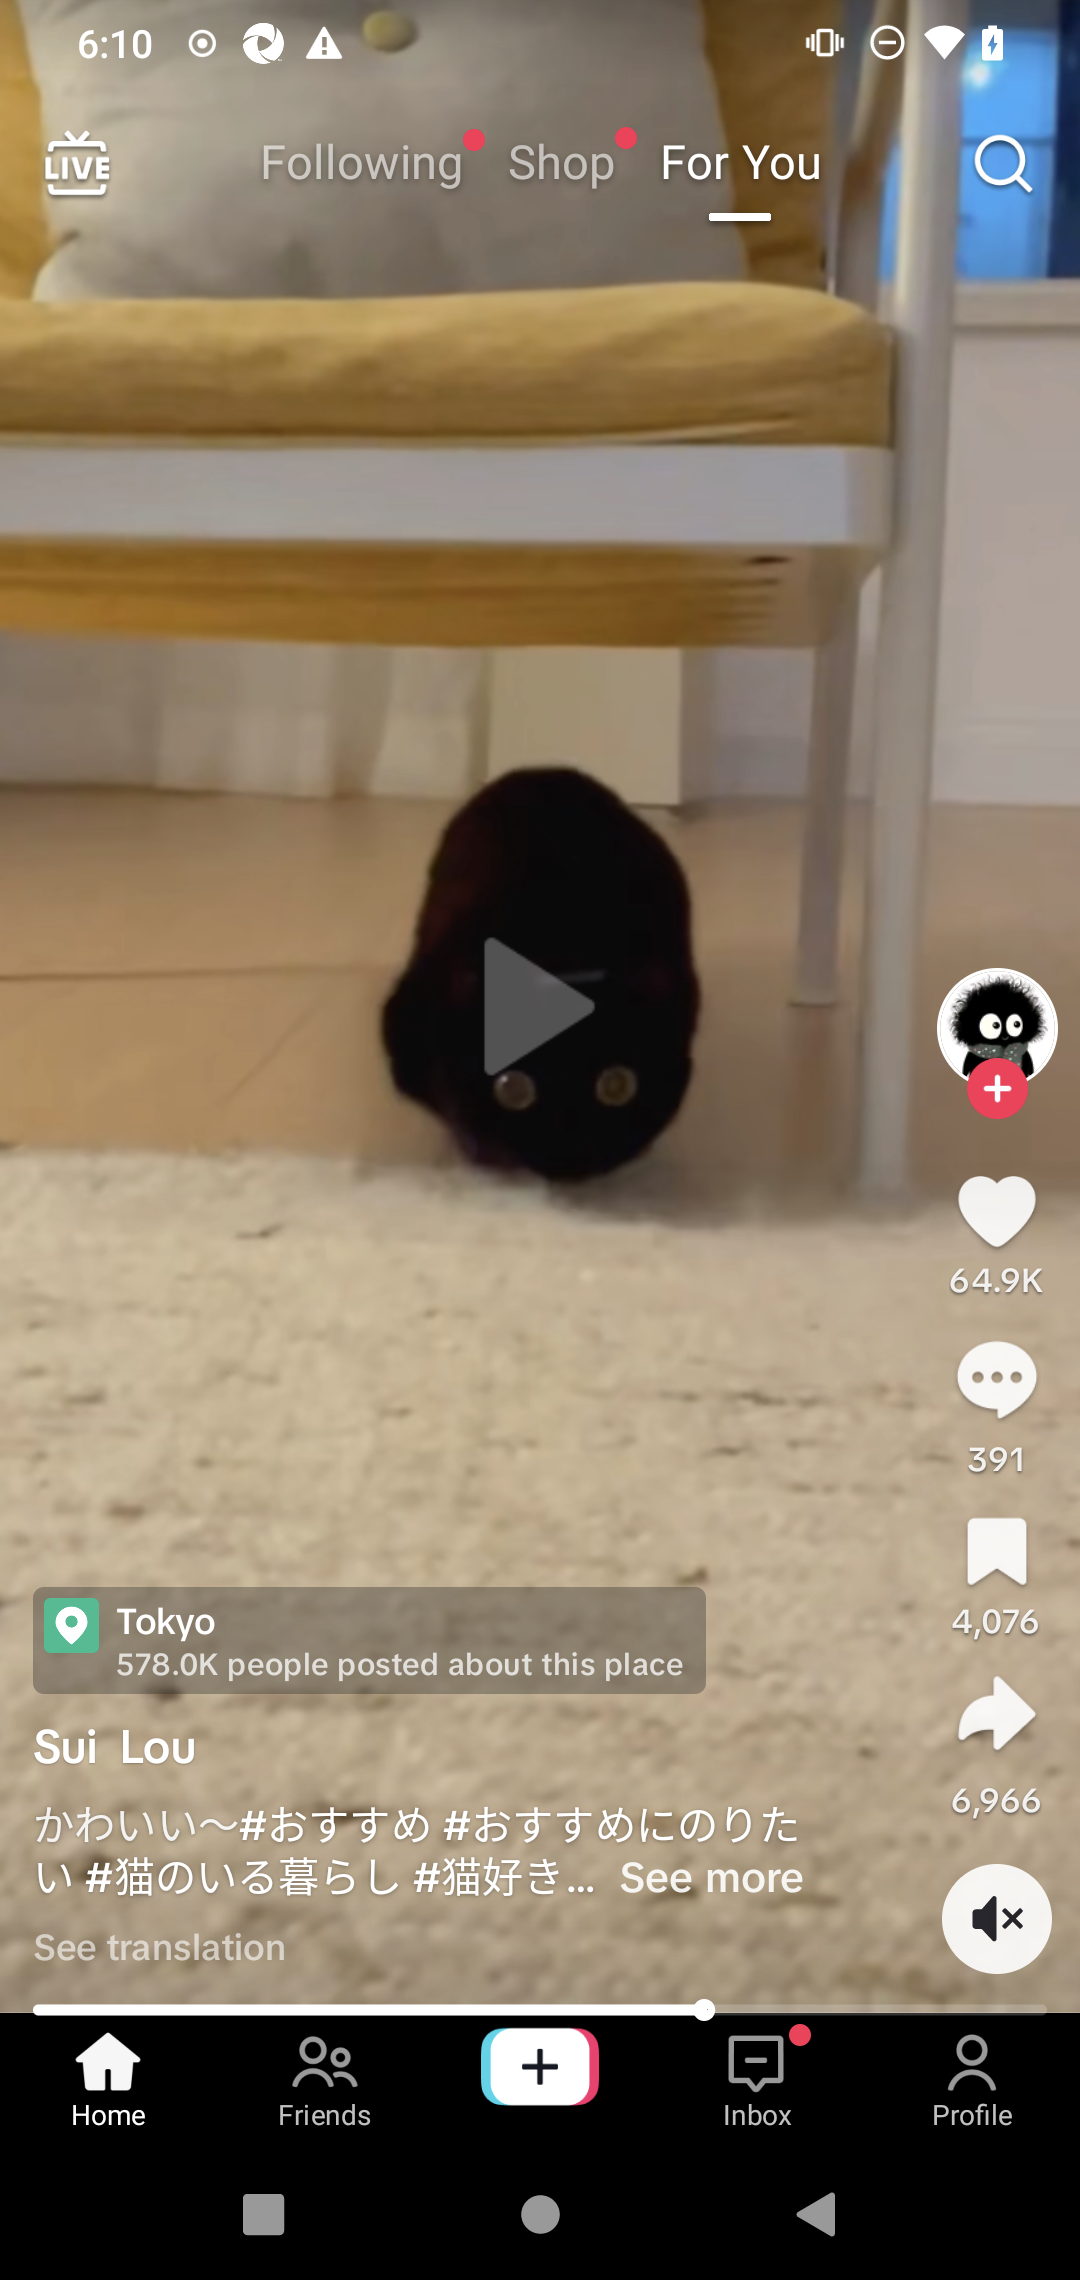 6:10
LIVE
Following
Shop
For You
64.9K
391
4,076
6,966
Tokyo
578.0K people posted about this place
Sui Lou
かわいい〜#おすすめ #おすすめにのりた
い #猫のいる暮らし #猫好き... See more
See translation
Home
Friends
Inbox
Profile